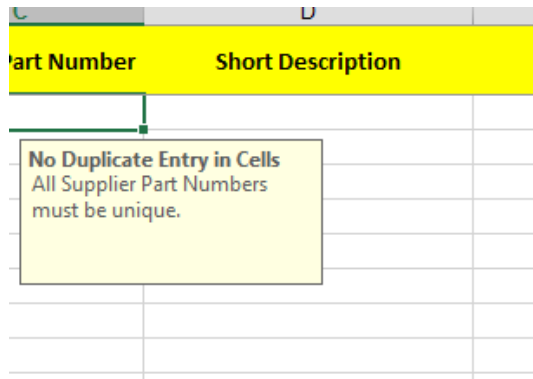 C D
Part Number Short Description
No Duplicate Entry in Cells
All Supplier Part Numbers
must be unique.